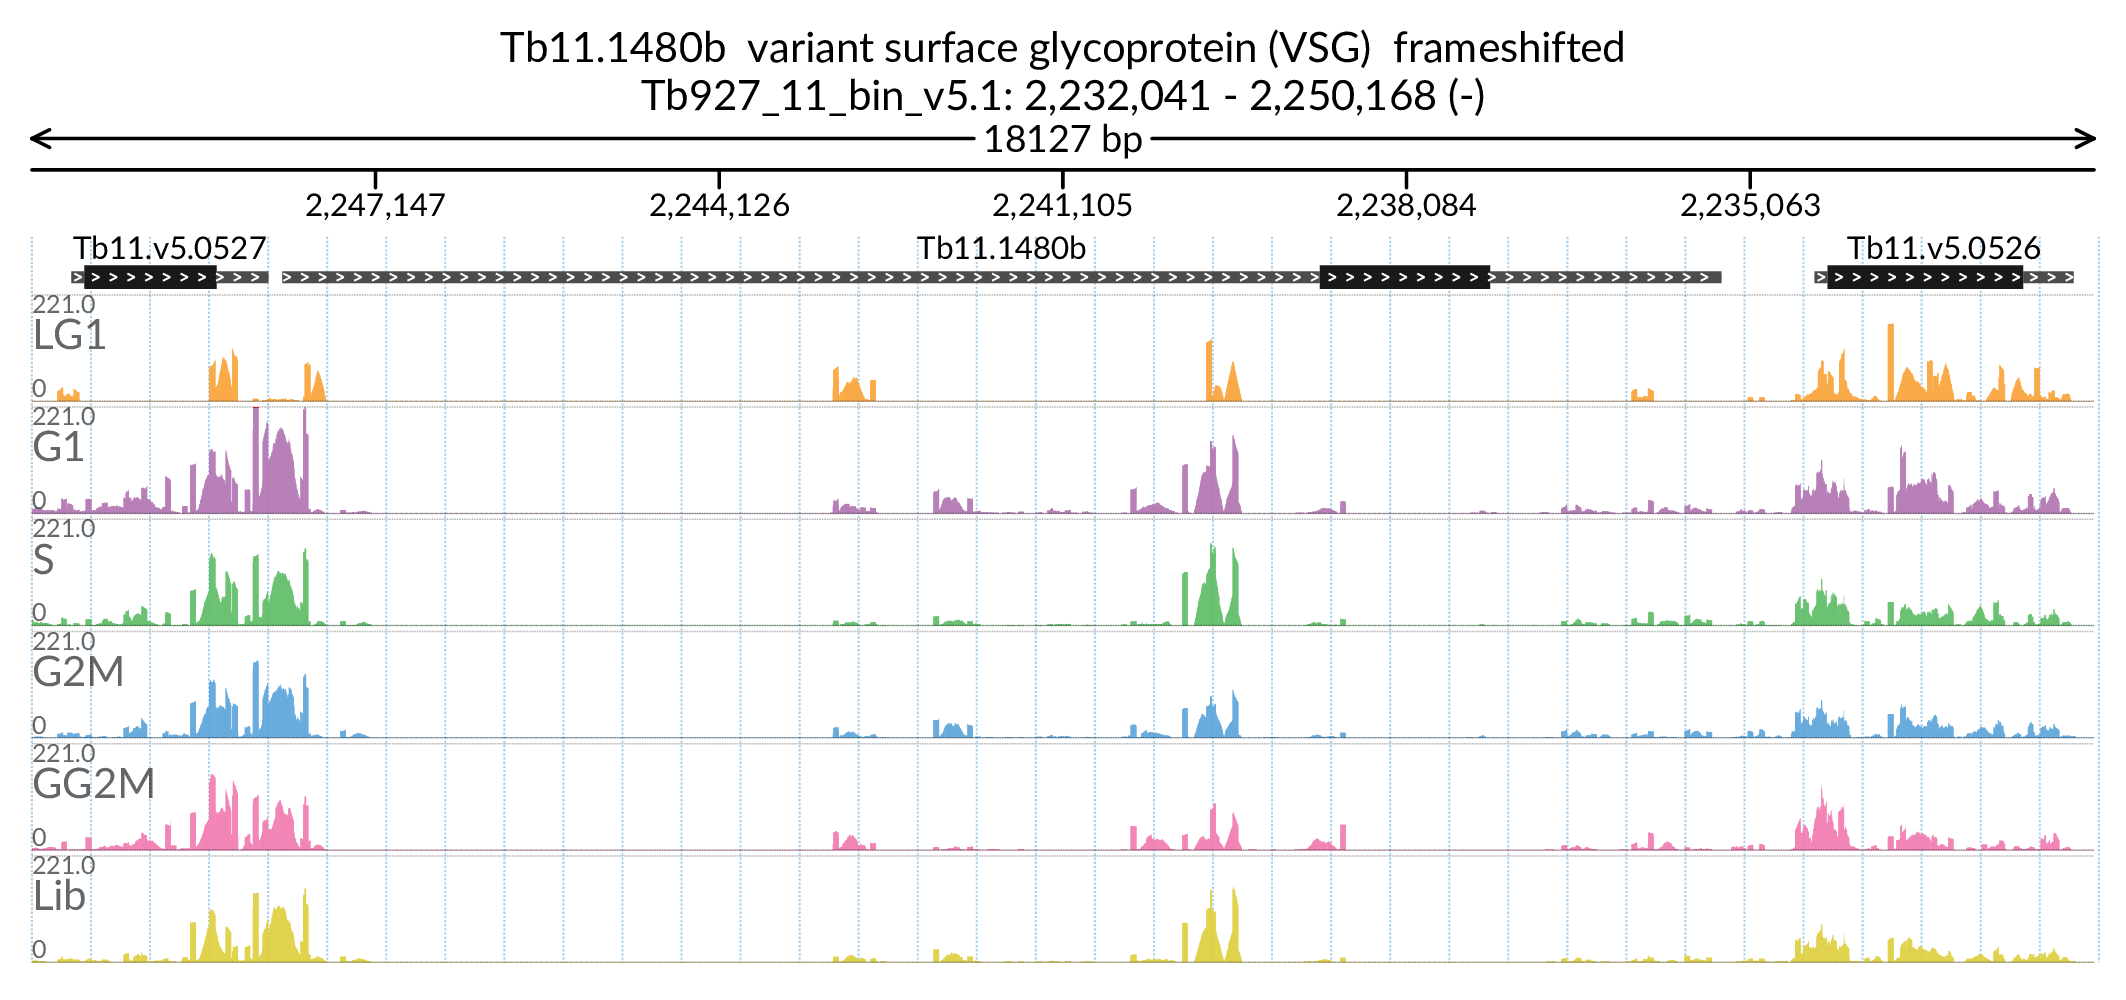 Tb11.1480b variant surface glycoprotein (VSG) frameshifted
Tb927_11_bin_v5.1: 2,232,041 - 2,250,168 (-)
18127 bp
2,247,147 2,244,126 2,241,105 2,238,084 2,235,063
Tb11.v5.0527 Tb11.1480b Tb11.v5.0526
221.0
LG1
0
221.0
G1
0
221.0
S
0
221.0
G2M
0
221.0
GG2M
0
221.0
Lib
0